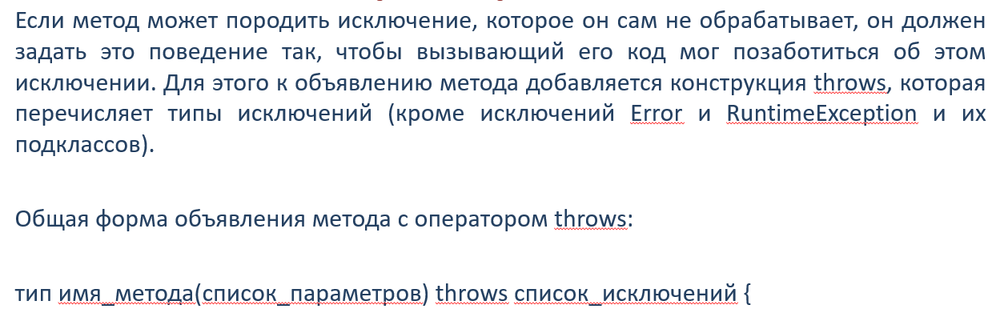 Если метод может породить исключение, которое он сам не обрабатывает, он должен
задать это поведение так, чтобы вызывающий его код мог позаботиться об этом
исключении. Для этого к объявлению метода добавляется конструкция throws, которая
перечисляет типы исключений (кроме исключений Error и RuntimeException и их
подклассов).
Общая форма объявления метода с оператором throws:
тип имя_метода(список_параметров) throws список_исключений {